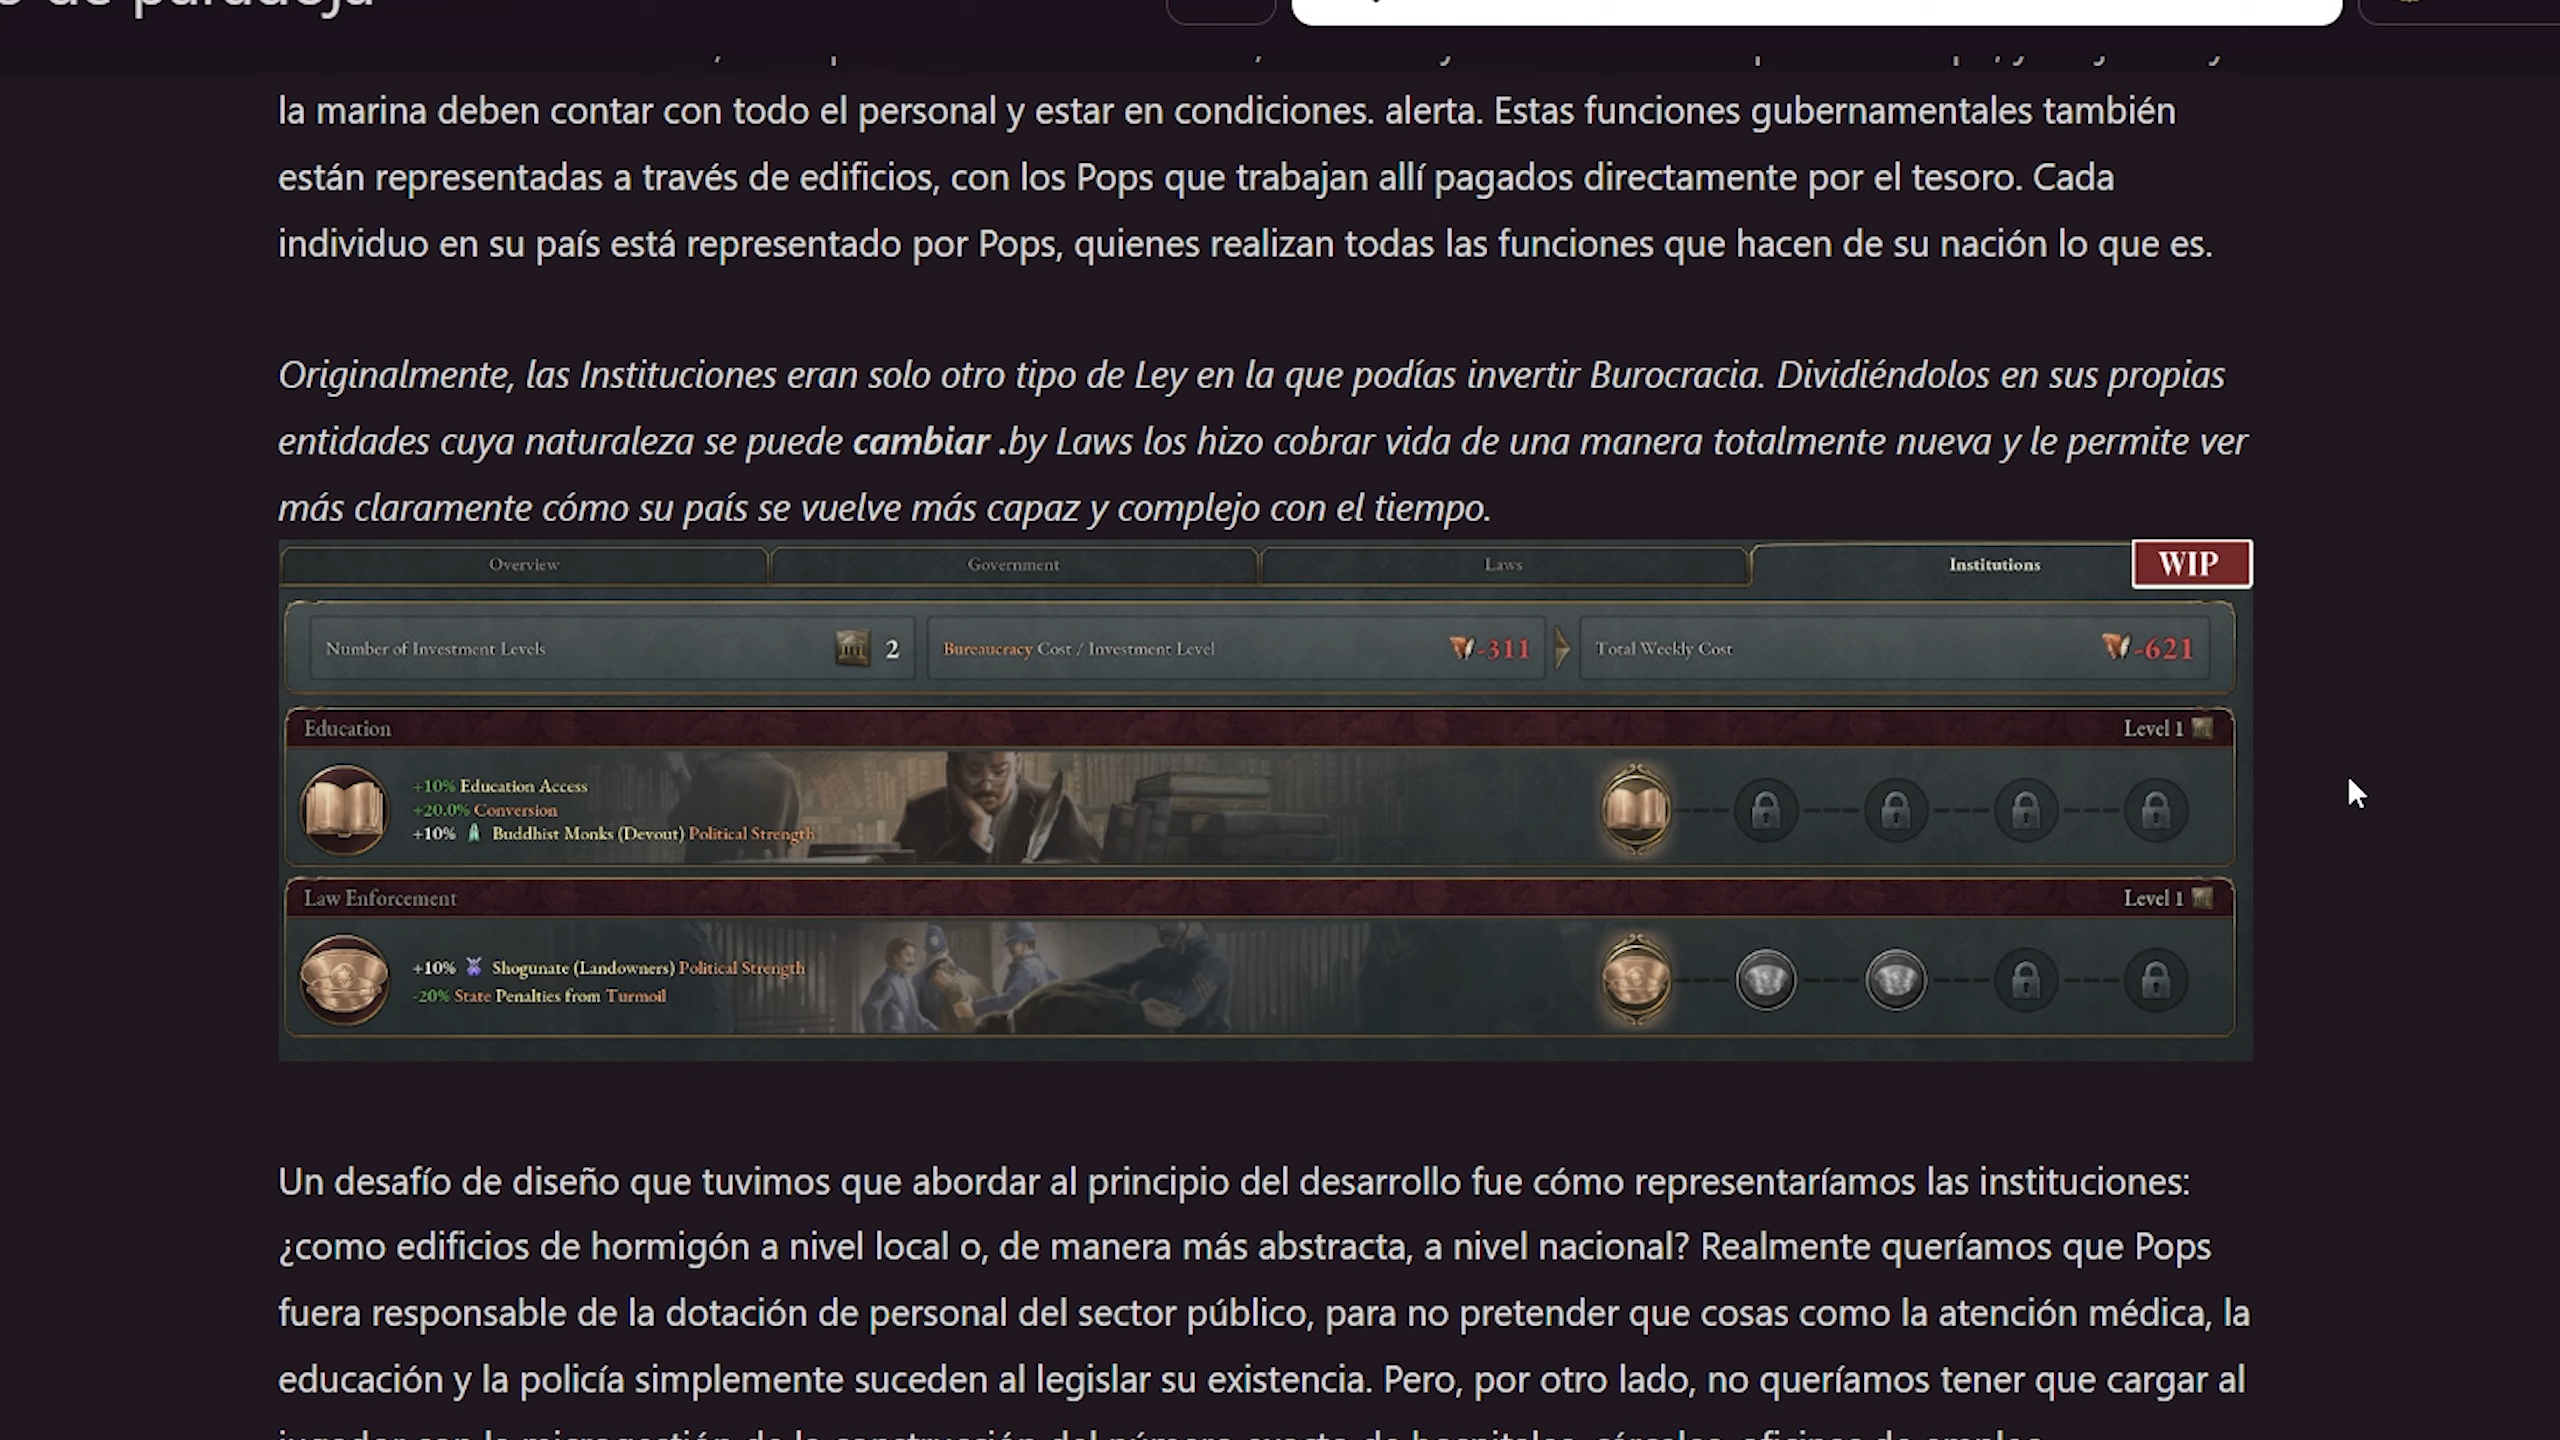 la marina deben contar con todo el personal y estar en condiciones. alerta. Estas funciones gubernamentales también
están representadas a través de edificios, con los Pops que trabajan allí pagados directamente por el tesoro. Cada
individuo en su país está representado por Pops, quienes realizan todas las funciones que hacen de su nación lo que es.
Originalmente, las Instituciones eran solo otro tipo de Ley en la que podías invertir Burocracia. Dividiéndolos en sus propias
entidades cuya naturaleza se puede cambiar .by Laws los hizo cobrar vida de una manera totalmente nueva y le permite ver
más claramente cómo su país se vuelve más capaz y complejo con el tiempo.
Overview Government Laws Institutions WIP
Number of Investment Levels 2 Bureaucracy Cost / Investment Level -311 Total Weekly Cost -621
Education Level 1
+10% Education Access
+20.0% Conversion
+10% Buddhist Monks (Devout) Political Strength
Law Enforcement Level 1
+10% Shogunate (Landowners) Political Strength
-20% State Penalties from Turmoil
Un desafío de diseño que tuvimos que abordar al principio del desarrollo fue cómo representaríamos las instituciones:
¿como edificios de hormigón a nivel local o, de manera más abstracta, a nivel nacional? Realmente queríamos que Pops
fuera responsable de la dotación de personal del sector público, para no pretender que cosas como la atención médica, la
educación y la policía simplemente suceden al legislar su existencia. Pero, por otro lado, no queríamos tener que cargar al